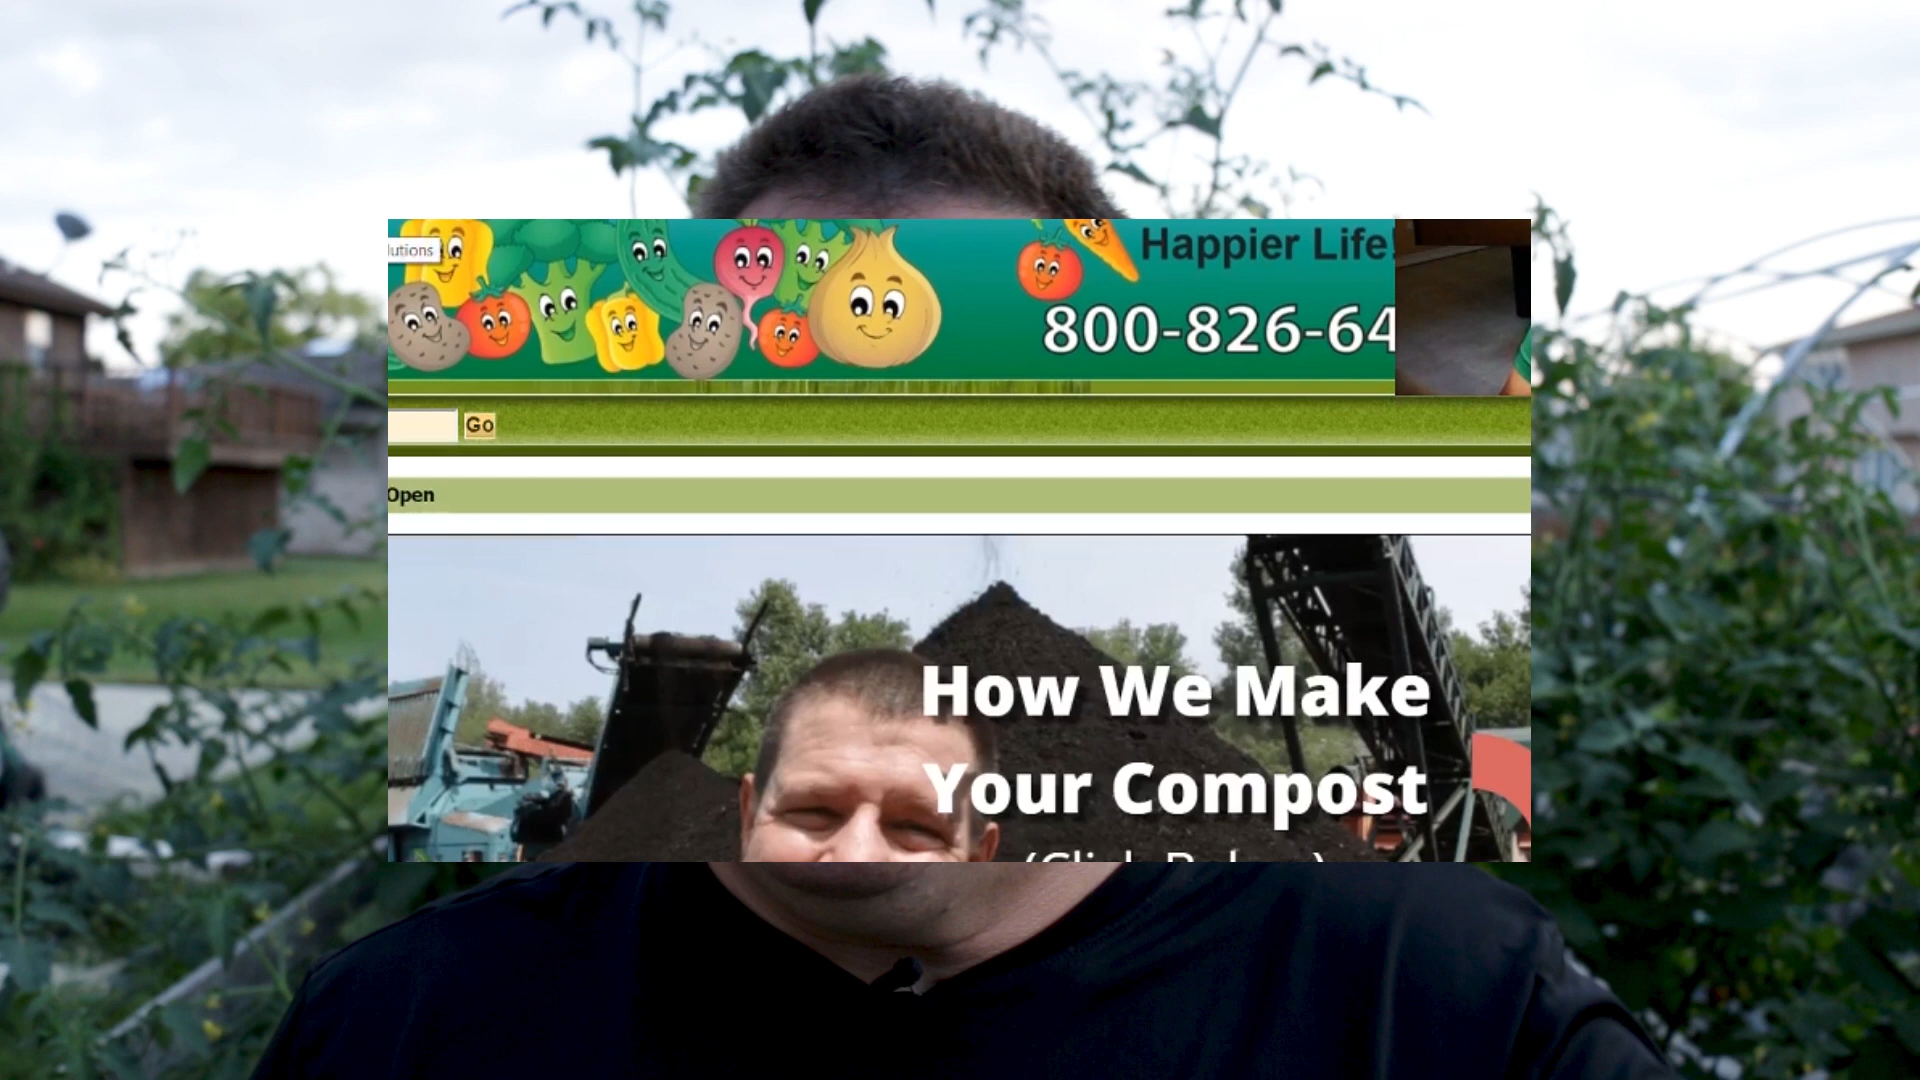 Happier Life!
lutions
800-826-64
Go
Open
How We Make
Your Compost